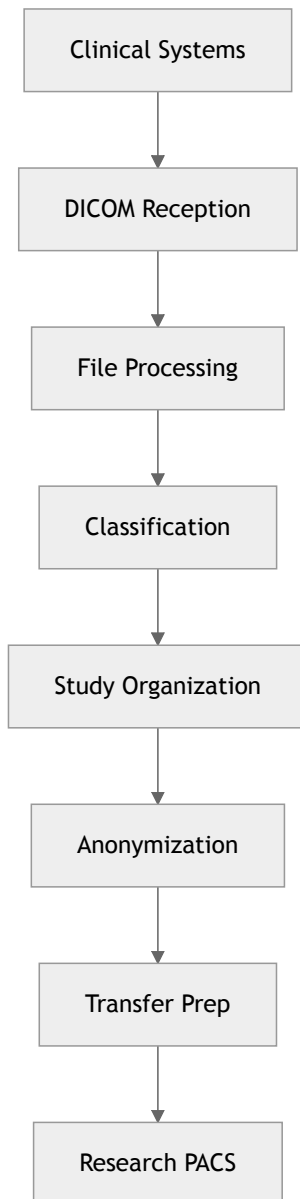 Clinical Systems
DICOM Reception
File Processing
Classification
Study Organization
Anonymization
Transfer Prep
Research PACS